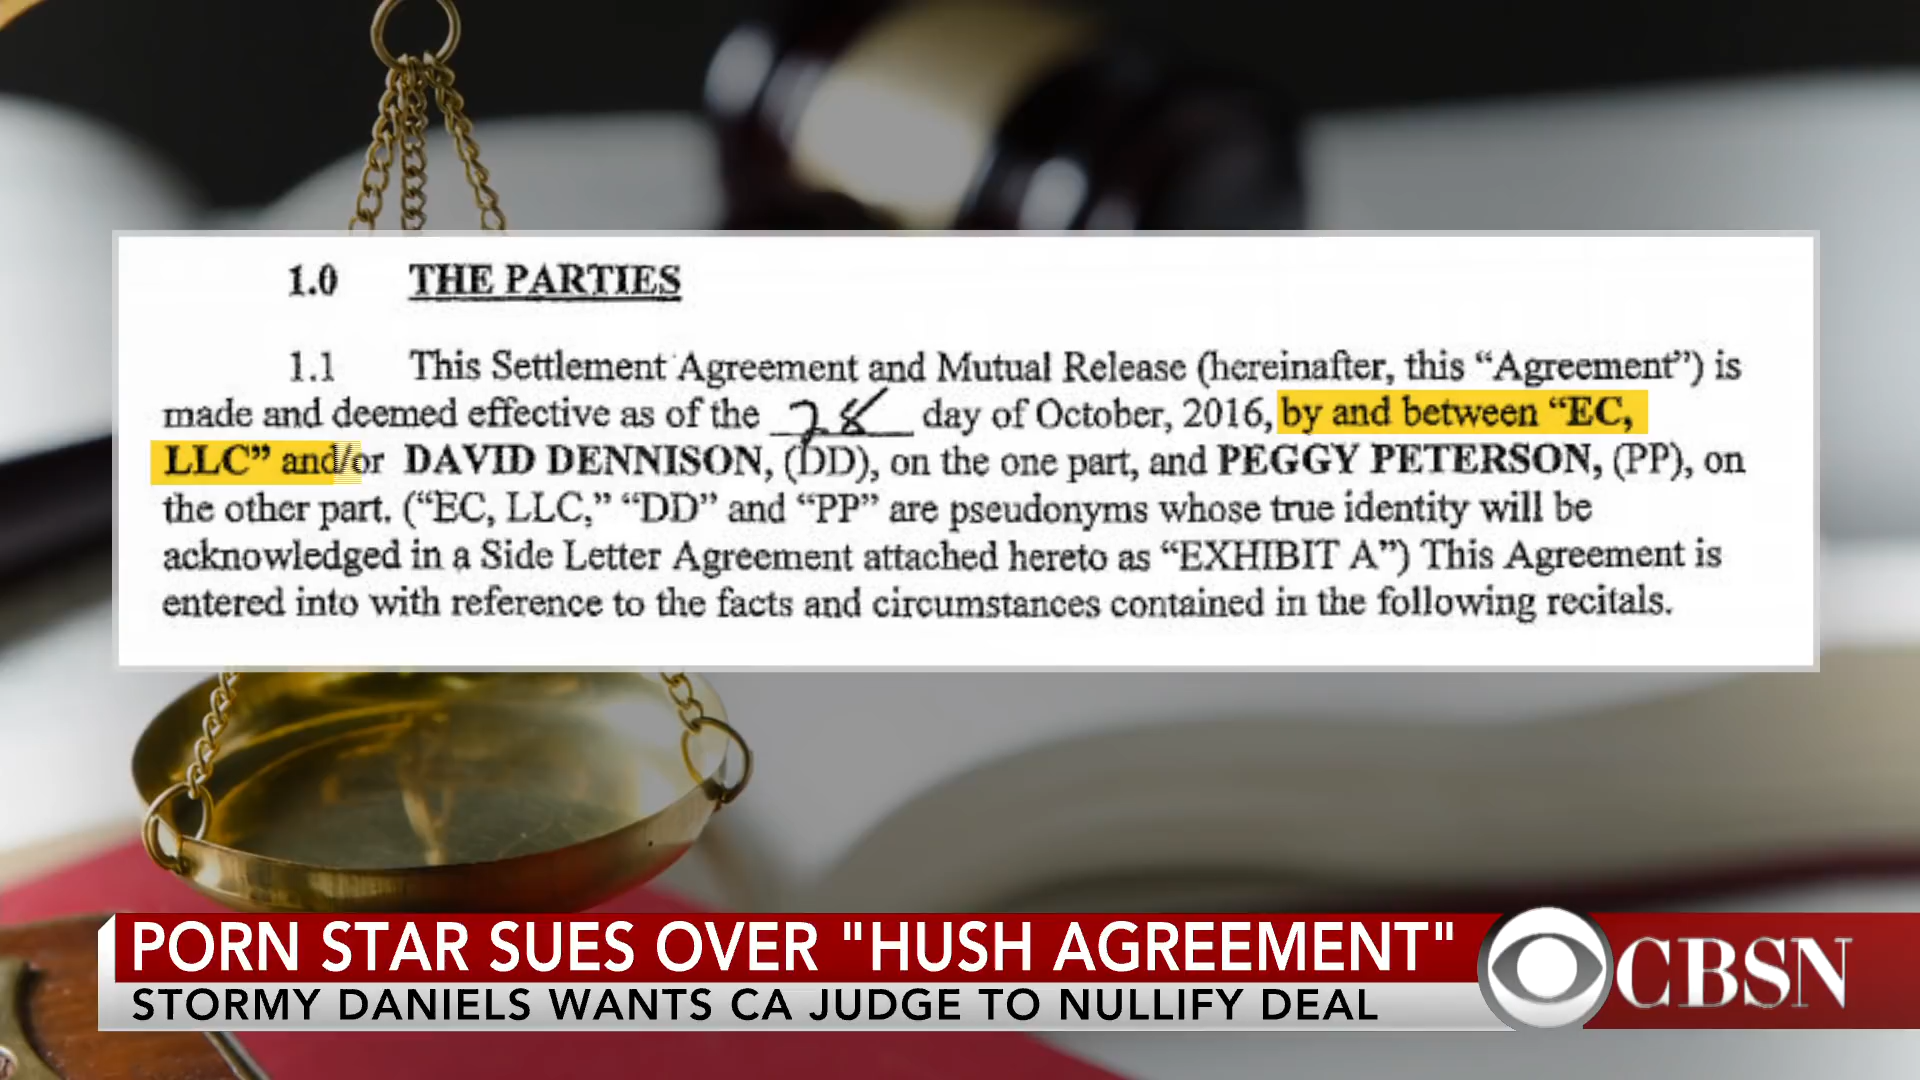 1.0 THE PARTIES
1.1 This Settlement Agreement and Mutual Release (hereinafter, this “Agreement”) is
made and deemed effective as of the 28 day of October, 2016, by and between “EC,
LLC” and/or DAVID DENNISON, (DD), on the one part, and PEGGY PETERSON, (PP), on
the other part. (“EC, LLC,” “DD” and “PP” are pseudonyms whose true identity will be
acknowledged in a Side Letter Agreement attached hereto as “EXHIBIT A”) This Agreement is
entered into with reference to the facts and circumstances contained in the following recitals.
PORN STAR SUES OVER "HUSH AGREEMENT"
STORMY DANIELS WANTS CA JUDGE TO NULLIFY DEAL
CBSN